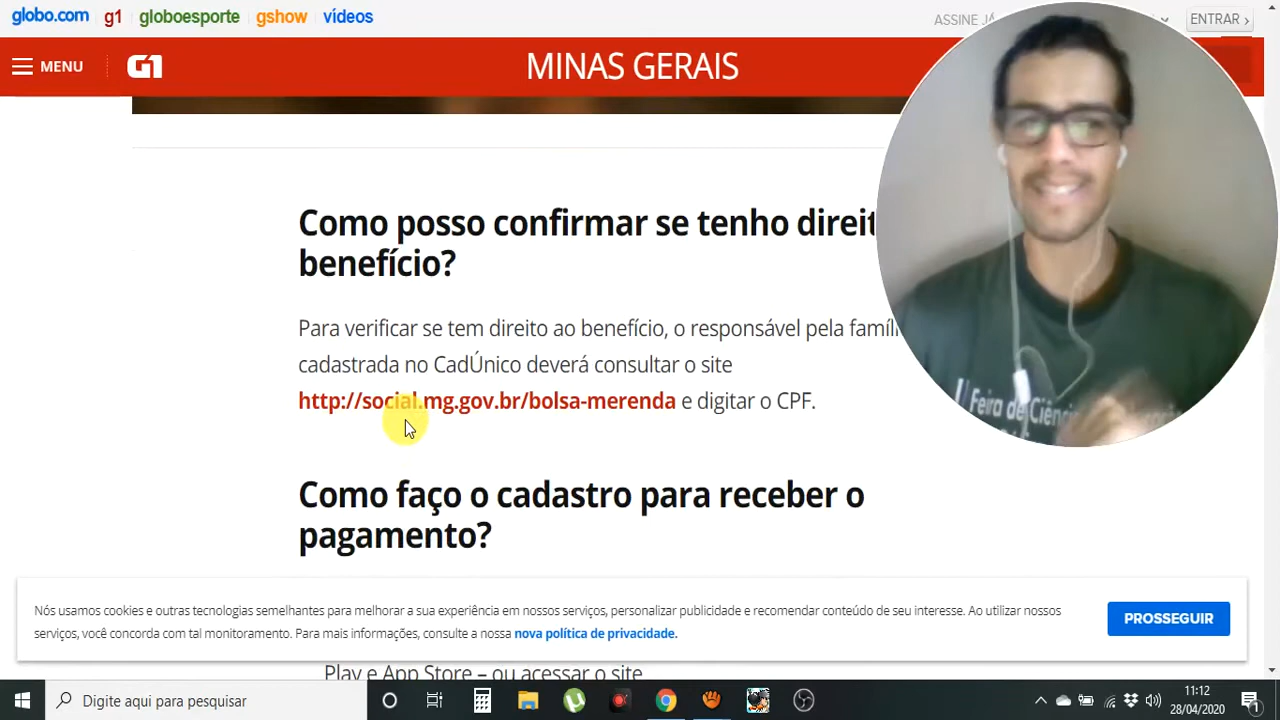 globo.com g1 globoesporte gshow vídeos ASSINE JÁ ENTRAR ›
MENU G1 MINAS GERAIS
Como posso confirmar se tenho
benefício?
Para verificar se tem direito ao benefício, o responsável pela
cadastrada no CadÚnico deverá consultar o site
http://social.mg.gov.br/bolsa-merenda e digitar o CPF.
Feira de
Como faço o cadastro para receber o
pagamento?
Nós usamos cookies e outras tecnologias semelhantes para melhorar a sua experiência em nossos serviços, personalizar publicidade e recomendar conteúdo de seu interesse. Ao utilizar nossos
serviços, você concorda com tal monitoramento. Para mais informações, consulte a nossa nova política de privacidade.
PROSSEGUIR
Play e App Store – ou acessar o site
Digite aqui para pesquisar
11:12
28/04/2020
1